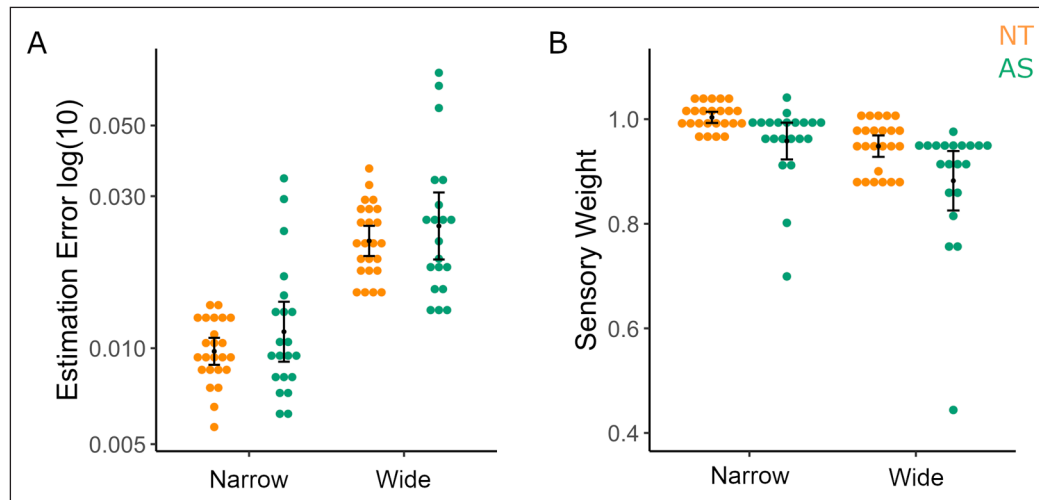 A
Estimation Error log(10)
0.050
0.030
0.010
0.005
Narrow
Wide
B
NT
AS
Sensory Weight
1.0
0.8
0.6
0.4
Narrow
Wide